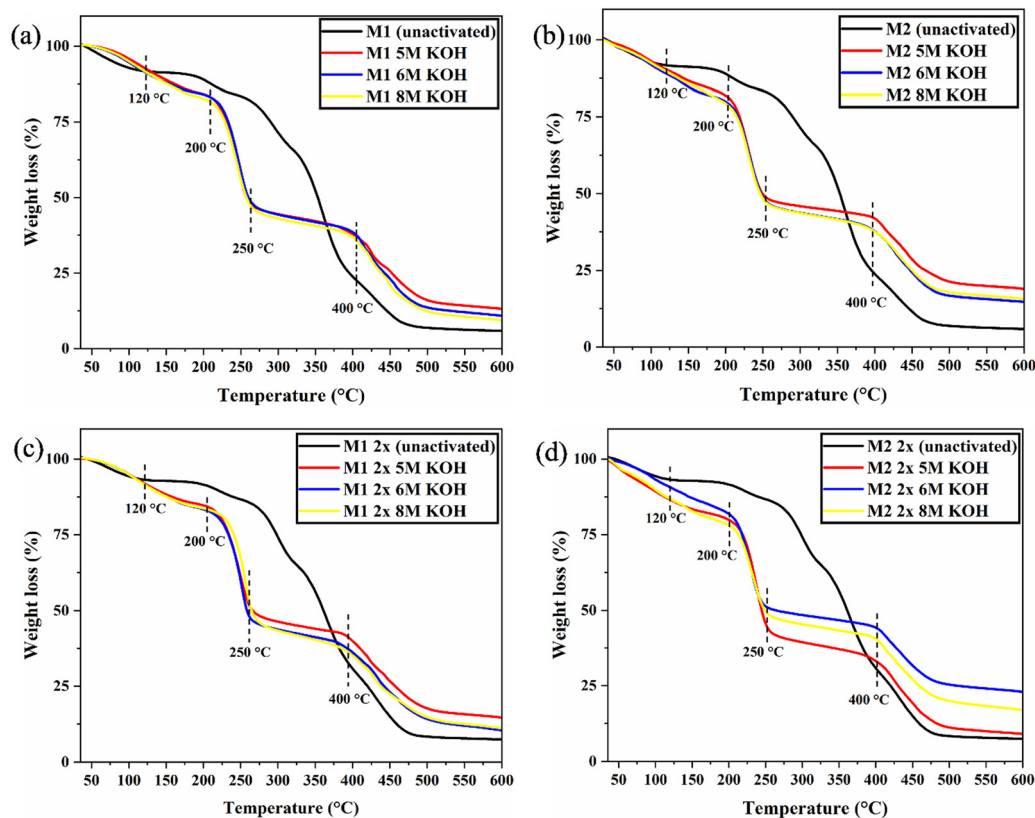 (a)
M1 (unactivated)
M1 5M KOH
M1 6M KOH
M1 8M KOH
100
75
50
25
0
Weight loss (%)
120 °C
200 °C
250 °C
400 °C
50 100 150 200 250 300 350 400 450 500 550 600
Temperature (°C)
(b)
M2 (unactivated)
M2 5M KOH
M2 6M KOH
M2 8M KOH
100
75
50
25
0
Weight loss (%)
120 °C
200 °C
250 °C
400 °C
50 100 150 200 250 300 350 400 450 500 550 600
Temperature (°C)
(c)
M1 2x (unactivated)
M1 2x 5M KOH
M1 2x 6M KOH
M1 2x 8M KOH
100
75
50
25
0
Weight loss (%)
120 °C
200 °C
250 °C
400 °C
50 100 150 200 250 300 350 400 450 500 550 600
Temperature (°C)
(d)
M2 2x (unactivated)
M2 2x 5M KOH
M2 2x 6M KOH
M2 2x 8M KOH
100
75
50
25
0
Weight loss (%)
120 °C
200 °C
250 °C
400 °C
50 100 150 200 250 300 350 400 450 500 550 600
Temperature (°C)